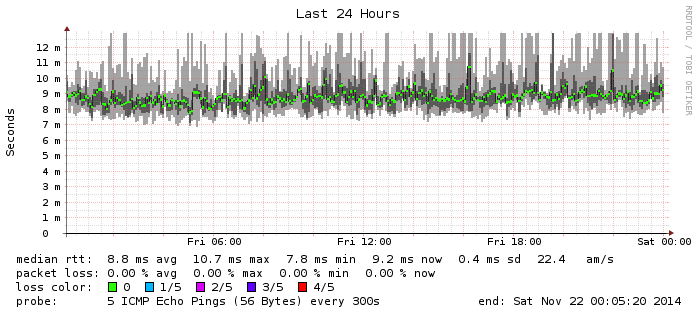 Last 24 Hours
RRDTOOL / TOBI OETIKER
Seconds
12 m
11 m
10 m
9 m
8 m
7 m
6 m
5 m
4 m
3 m
2 m
1 m
0
Fri 06:00 Fri 12:00 Fri 18:00 Sat 00:00
median rtt: 8.8 ms avg 10.7 ms max 7.8 ms min 9.2 ms now 0.4 ms sd 22.4 am/s
packet loss: 0.00 % avg 0.00 % max 0.00 % min 0.00 % now
loss color: 0 1/5 2/5 3/5 4/5
probe: 5 ICMP Echo Pings (56 Bytes) every 300s end: Sat Nov 22 00:05:20 2014